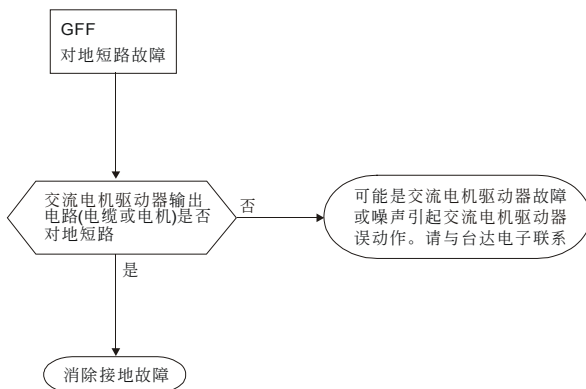 GFF
对地短路故障
交流电机驱动器输出
电路(电缆或电机)是否
对地短路
否
可能是交流电机驱动器故障
或噪声引起交流电机驱动器
误动作。请与台达电子联系
是
消除接地故障